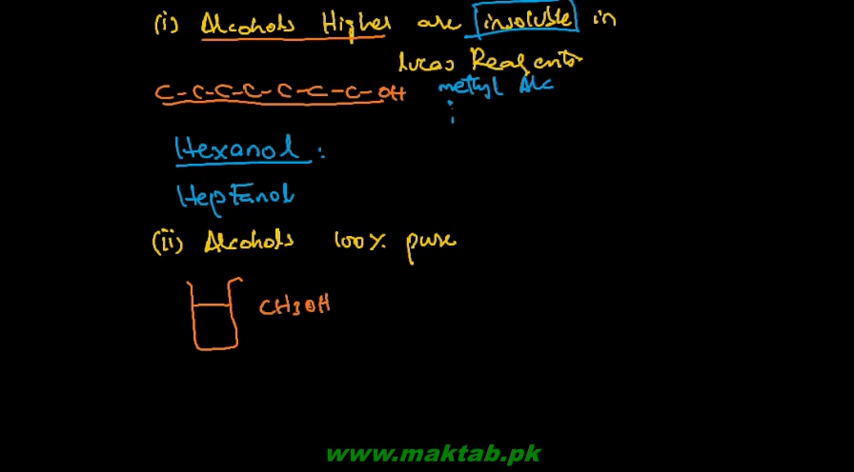 (i) Alcohols Higher are insoluble in
Lucas Reagents
C-C-C-C-C-C-C-OH methyl Alc
Hexanol :
Heptanol
(ii) Alcohols 100% pure
CH3OH
www.maktab.pk